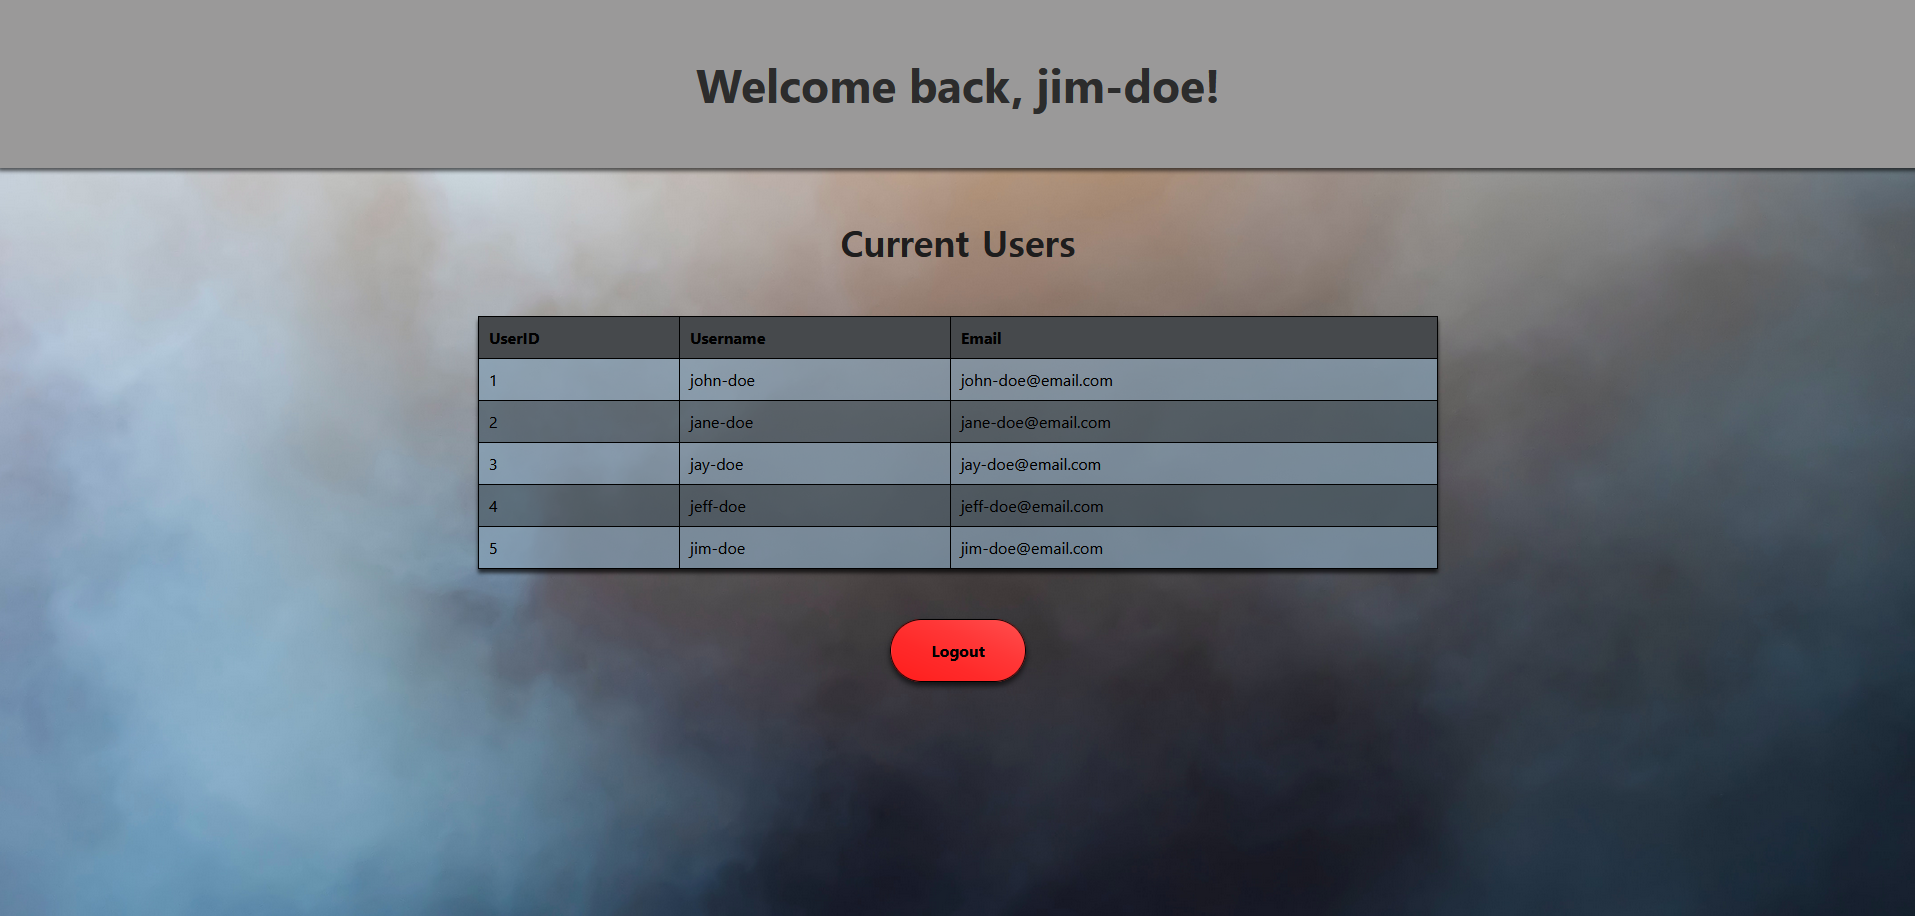 Welcome back, jim-doe!
Current Users
UserID Username Email
1 john-doe john-doe@email.com
2 jane-doe jane-doe@email.com
3 jay-doe jay-doe@email.com
4 jeff-doe jeff-doe@email.com
5 jim-doe jim-doe@email.com
Logout